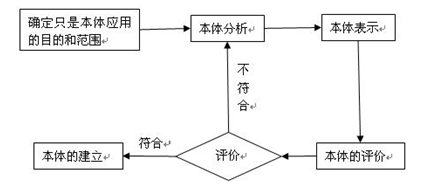 确定只是本体应用
的目的和范围
本体分析
本体表示
不
符
合
符合
本体的建立
评价
本体的评价